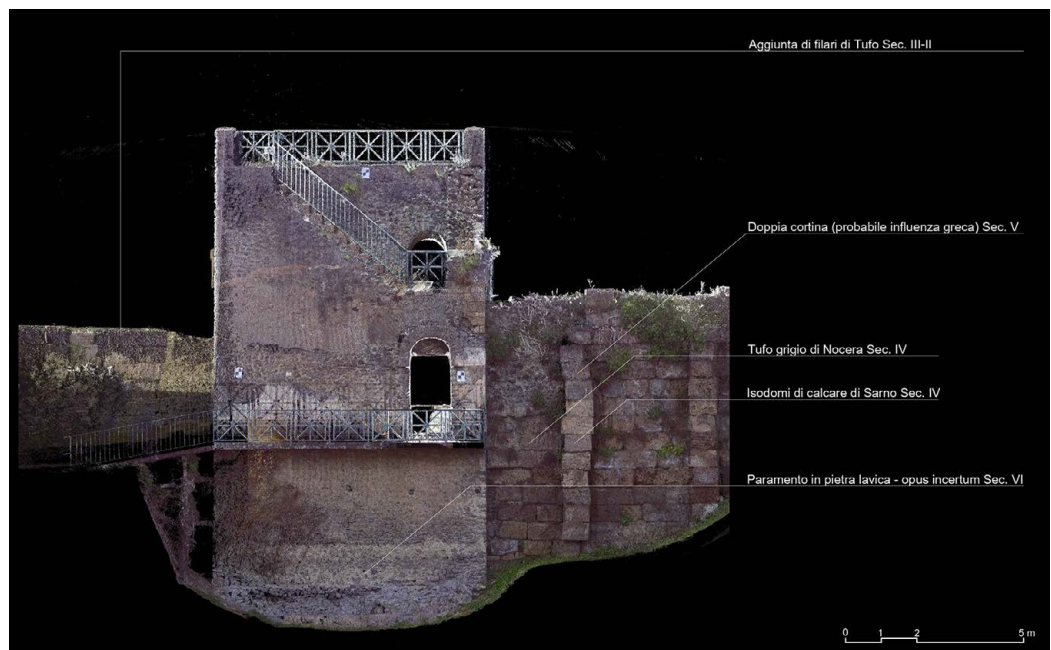 Aggiunta di filari di Tufo Sec. III-II
Doppia cortina (probabile influenza greca) Sec. V
Tufo grigio di Nocera Sec. IV
Isodomi di calcare di Sarno Sec. IV
Paramento in pietra lavica - opus incertum Sec. VI
0 1 2 5 m